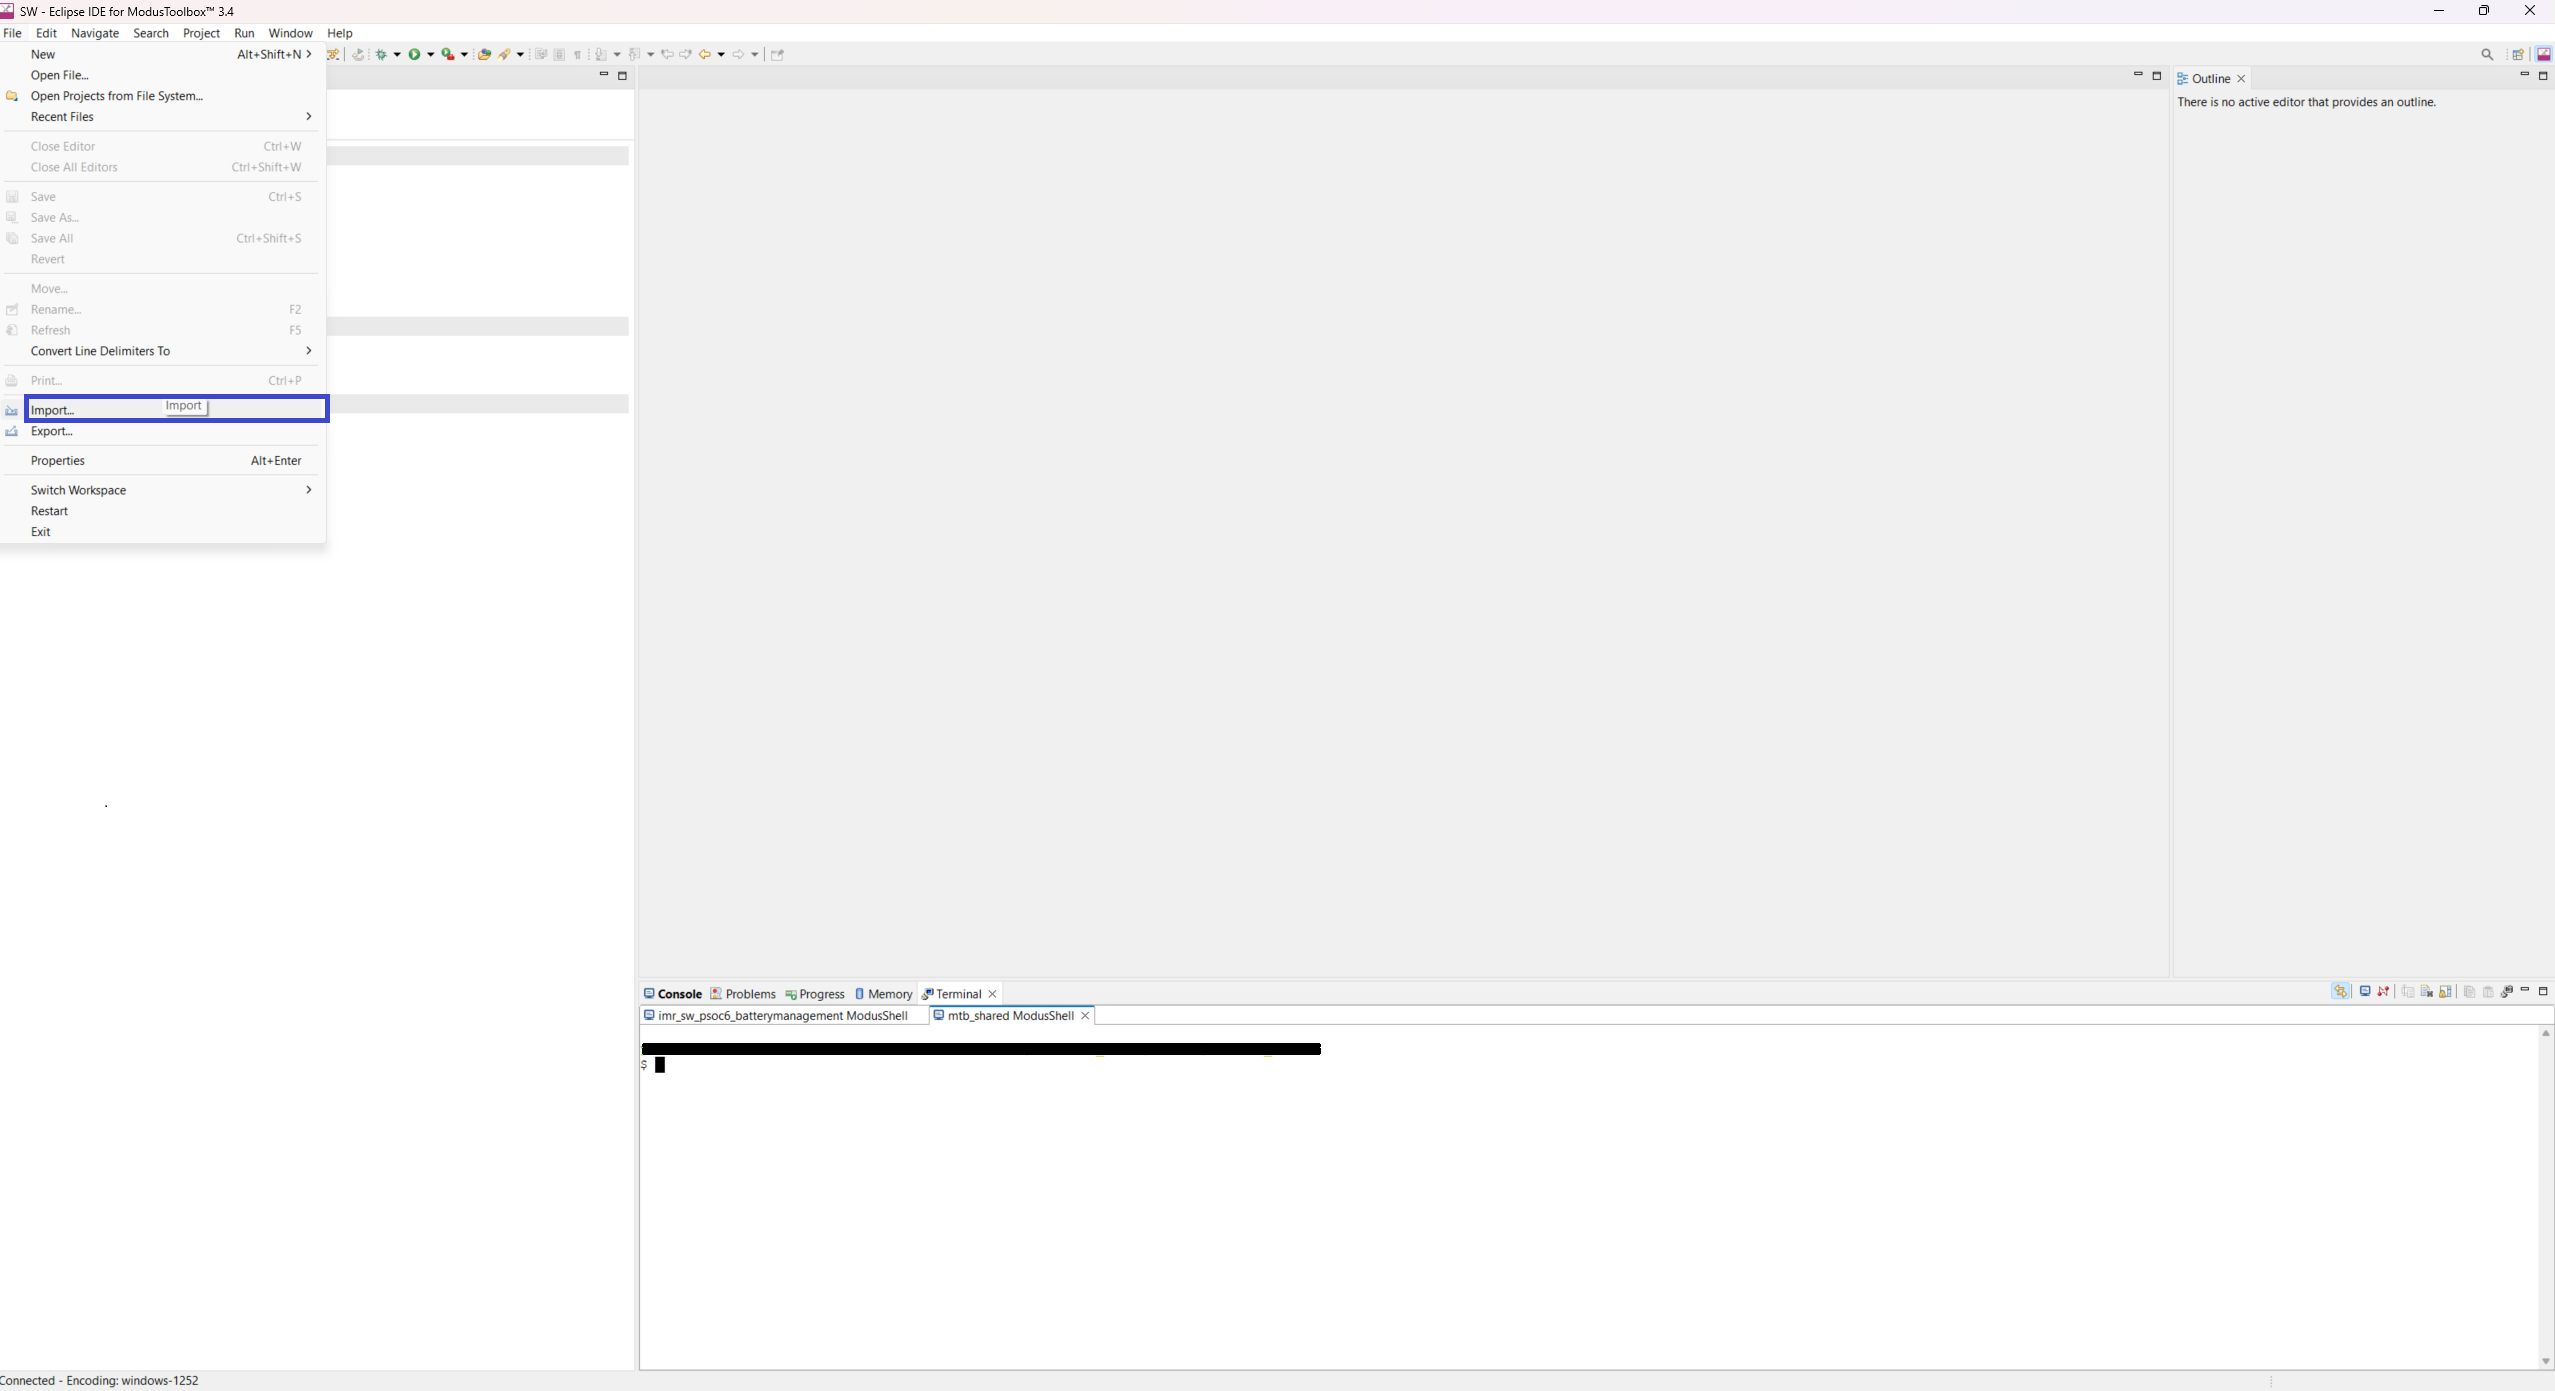 SW - Eclipse IDE for ModusToolbox™ 3.4
File Edit Navigate Search Project Run Window Help
New Alt+Shift+N >
Open File...
Open Projects from File System...
Recent Files >
Close Editor Ctrl+W
Close All Editors Ctrl+Shift+W
Save Ctrl+S
Save As...
Save All Ctrl+Shift+S
Revert
Move...
Rename... F2
Refresh F5
Convert Line Delimiters To >
Print... Ctrl+P
Import... Import
Export...
Properties Alt+Enter
Switch Workspace >
Restart
Exit
Outline
There is no active editor that provides an outline.
Console Problems Progress Memory Terminal
imr_sw_psoc6_batterymanagement ModusShell mtb_shared ModusShell
$
Connected - Encoding: windows-1252